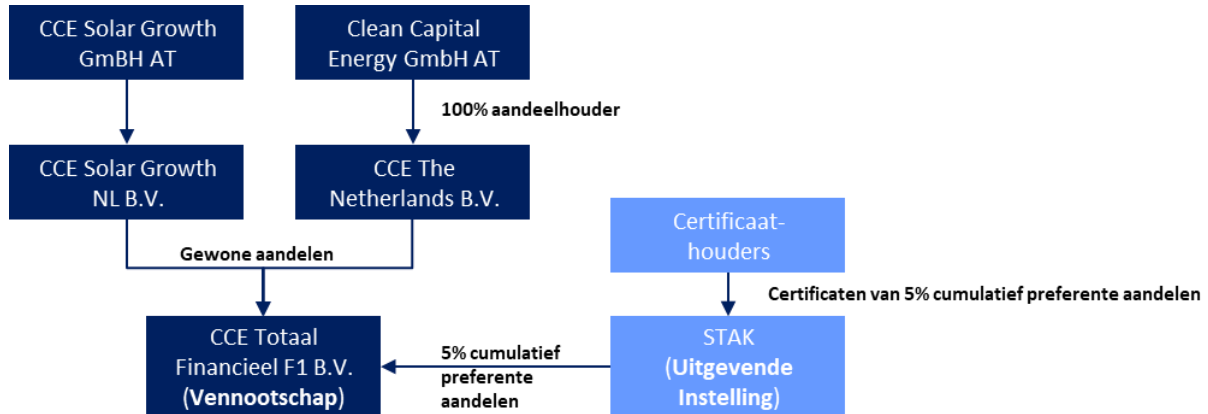 CCE Solar Growth
GmBH AT
Clean Capital
Energy GmbH AT
100% aandeelhouder
CCE Solar Growth
NL B.V.
CCE The
Netherlands B.V.
Certificaat-
houders
Gewone aandelen
Certificaten van 5% cumulatief preferente aandelen
CCE Totaal
Financieel F1 B.V.
(Vennootschap)
5% cumulatief
preferente
aandelen
STAK
(Uitgevende
Instelling)